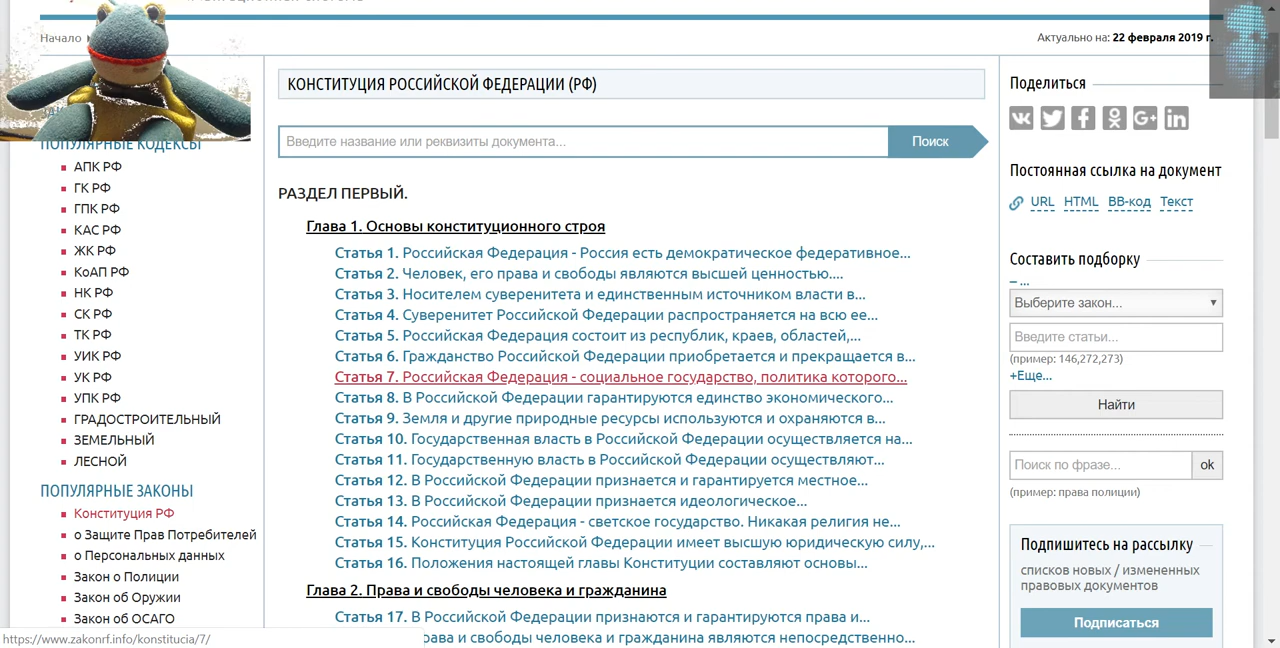 Начало
Актуально на: 22 февраля 2019 г.
ПОПУЛЯРНЫЕ КОДЕКСЫ
АПК РФ
ГК РФ
ГПК РФ
КАС РФ
ЖК РФ
КоАП РФ
НК РФ
СК РФ
ТК РФ
УИК РФ
УК РФ
УПК РФ
ГРАДОСТРОИТЕЛЬНЫЙ
ЗЕМЕЛЬНЫЙ
ЛЕСНОЙ
ПОПУЛЯРНЫЕ ЗАКОНЫ
Конституция РФ
о Защите Прав Потребителей
о Персональных данных
Закон о Полиции
Закон об Оружии
Закон об ОСАГО
https://www.zakonrf.info/konstitucia/7/
КОНСТИТУЦИЯ РОССИЙСКОЙ ФЕДЕРАЦИИ (РФ)
Введите название или реквизиты документа...
Поиск
РАЗДЕЛ ПЕРВЫЙ.
Глава 1. Основы конституционного строя
Статья 1. Российская Федерация - Россия есть демократическое федеративное...
Статья 2. Человек, его права и свободы являются высшей ценностью....
Статья 3. Носителем суверенитета и единственным источником власти в...
Статья 4. Суверенитет Российской Федерации распространяется на всю ее...
Статья 5. Российская Федерация состоит из республик, краев, областей,...
Статья 6. Гражданство Российской Федерации приобретается и прекращается в...
Статья 7. Российская Федерация - социальное государство, политика которого...
Статья 8. В Российской Федерации гарантируются единство экономического...
Статья 9. Земля и другие природные ресурсы используются и охраняются в...
Статья 10. Государственная власть в Российской Федерации осуществляется на...
Статья 11. Государственную власть в Российской Федерации осуществляют...
Статья 12. В Российской Федерации признается и гарантируется местное...
Статья 13. В Российской Федерации признается идеологическое...
Статья 14. Российская Федерация - светское государство. Никакая религия не...
Статья 15. Конституция Российской Федерации имеет высшую юридическую силу,...
Статья 16. Положения настоящей главы Конституции составляют основы...
Глава 2. Права и свободы человека и гражданина
Статья 17. В Российской Федерации признаются и гарантируются права и...
рава и свободы человека и гражданина являются непосредственно...
Поделиться
Постоянная ссылка на документ
URL HTML BB-код Текст
Составить подборку
– ...
Выберите закон...
Введите статьи...
(пример: 146,272,273)
+Еще...
Найти
Поиск по фразе... ok
(пример: права полиции)
Подпишитесь на рассылку
списков новых / измененных
правовых документов
Подписаться